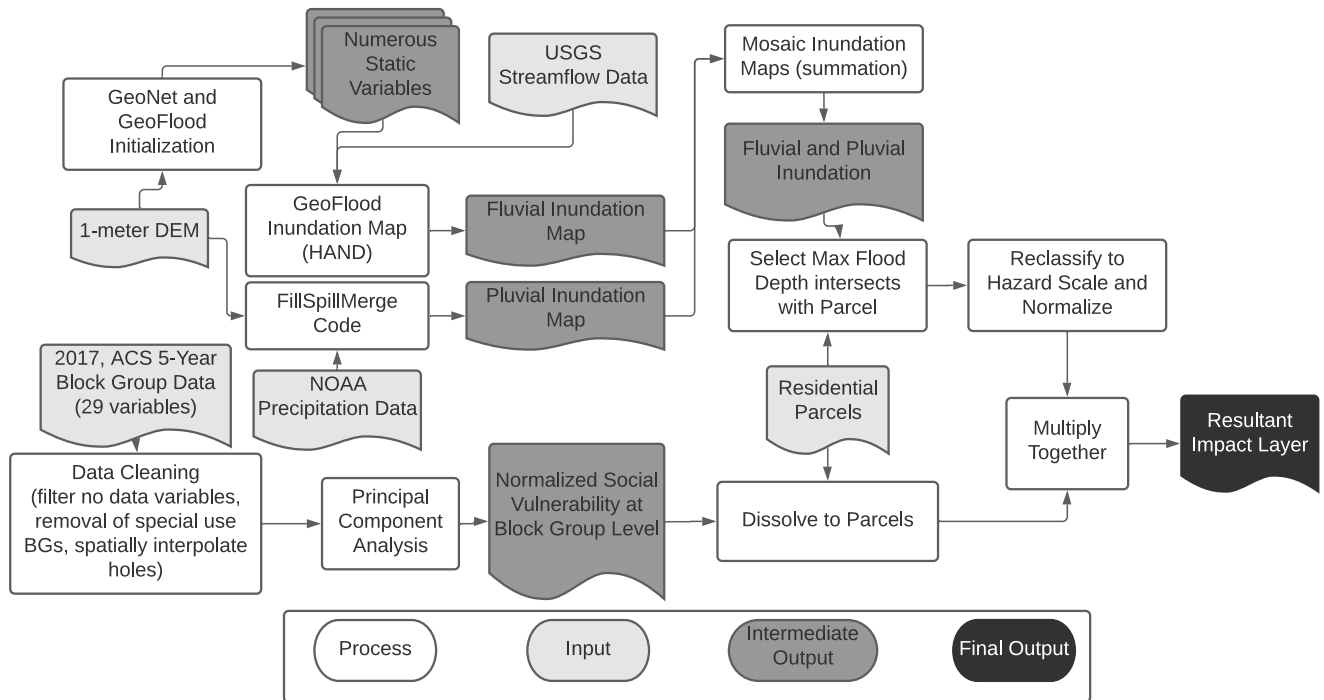 Numerous
Static
Variables
USGS
Streamflow Data
Mosaic Inundation
Maps (summation)
GeoNet and
GeoFlood
Initialization
Fluvial and Pluvial
Inundation
1-meter DEM
GeoFlood
Inundation Map
(HAND)
Fluvial Inundation
Map
Select Max Flood
Depth intersects
with Parcel
Reclassify to
Hazard Scale and
Normalize
FillSpillMerge
Code
Pluvial Inundation
Map
2017, ACS 5-Year
Block Group Data
(29 variables)
NOAA
Precipitation Data
Residential
Parcels
Multiply
Together
Resultant
Impact Layer
Data Cleaning
(filter no data variables,
removal of special use
BGs, spatially interpolate
holes)
Principal
Component
Analysis
Normalized Social
Vulnerability at
Block Group Level
Dissolve to Parcels
Process
Input
Intermediate
Output
Final Output